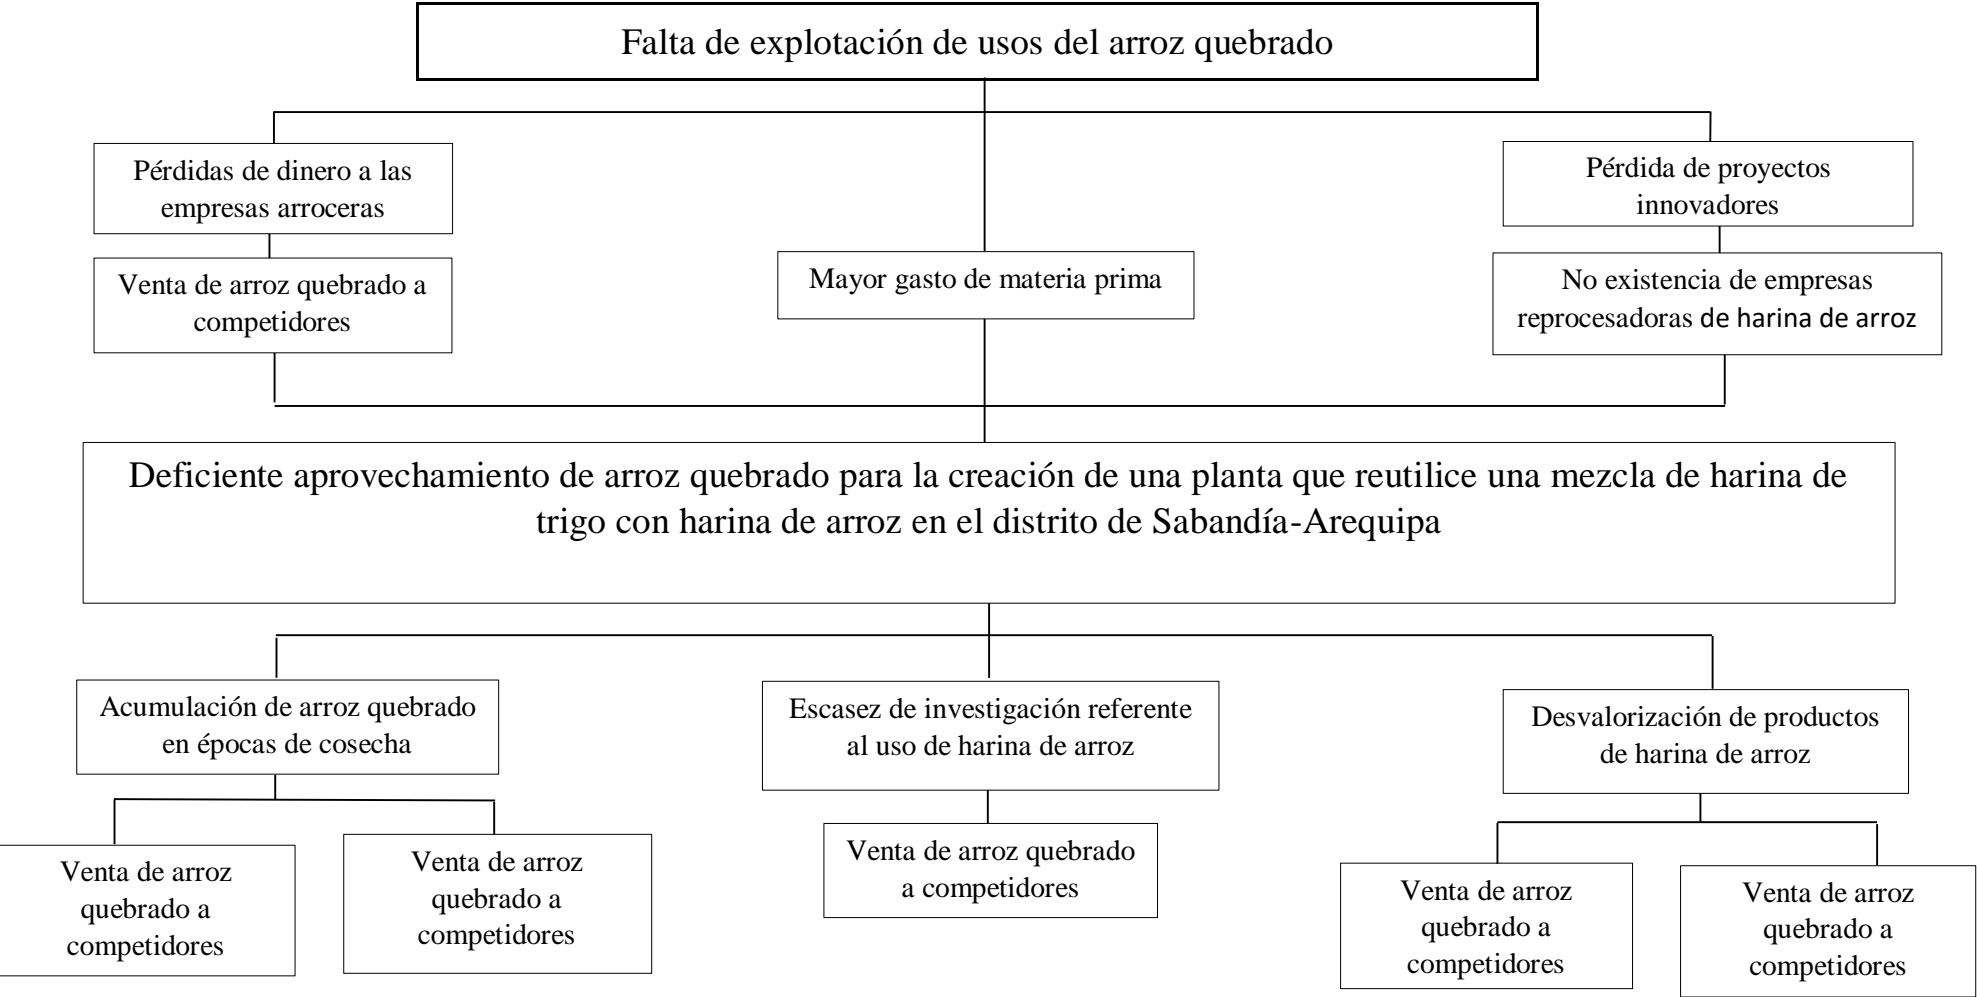 Falta de explotación de usos del arroz quebrado
Pérdidas de dinero a las
empresas arroceras
Pérdida de proyectos
innovadores
Venta de arroz quebrado a
competidores
Mayor gasto de materia prima
No existencia de empresas
reprocesadoras de harina de arroz
Deficiente aprovechamiento de arroz quebrado para la creación de una planta que reutilice una mezcla de harina de
trigo con harina de arroz en el distrito de Sabandía-Arequipa
Acumulación de arroz quebrado
en épocas de cosecha
Escasez de investigación referente
al uso de harina de arroz
Desvalorización de productos
de harina de arroz
Venta de arroz
quebrado a
competidores
Venta de arroz
quebrado a
competidores
Venta de arroz quebrado
a competidores
Venta de arroz
quebrado a
competidores
Venta de arroz
quebrado a
competidores